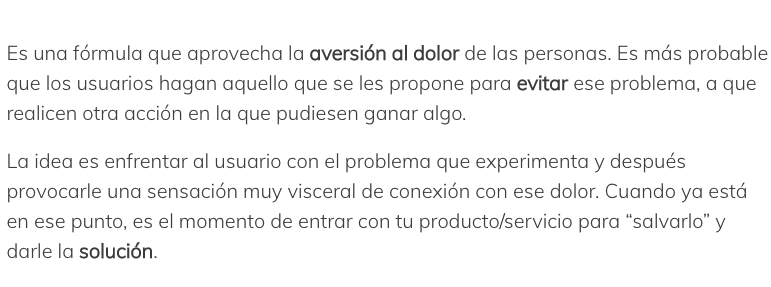 Es una fórmula que aprovecha la aversión al dolor de las personas. Es más probable
que los usuarios hagan aquello que se les propone para evitar ese problema, a que
realicen otra acción en la que pudiesen ganar algo.
La idea es enfrentar al usuario con el problema que experimenta y después
provocarle una sensación muy visceral de conexión con ese dolor. Cuando ya está
en ese punto, es el momento de entrar con tu producto/servicio para “salvarlo” y
darle la solución.